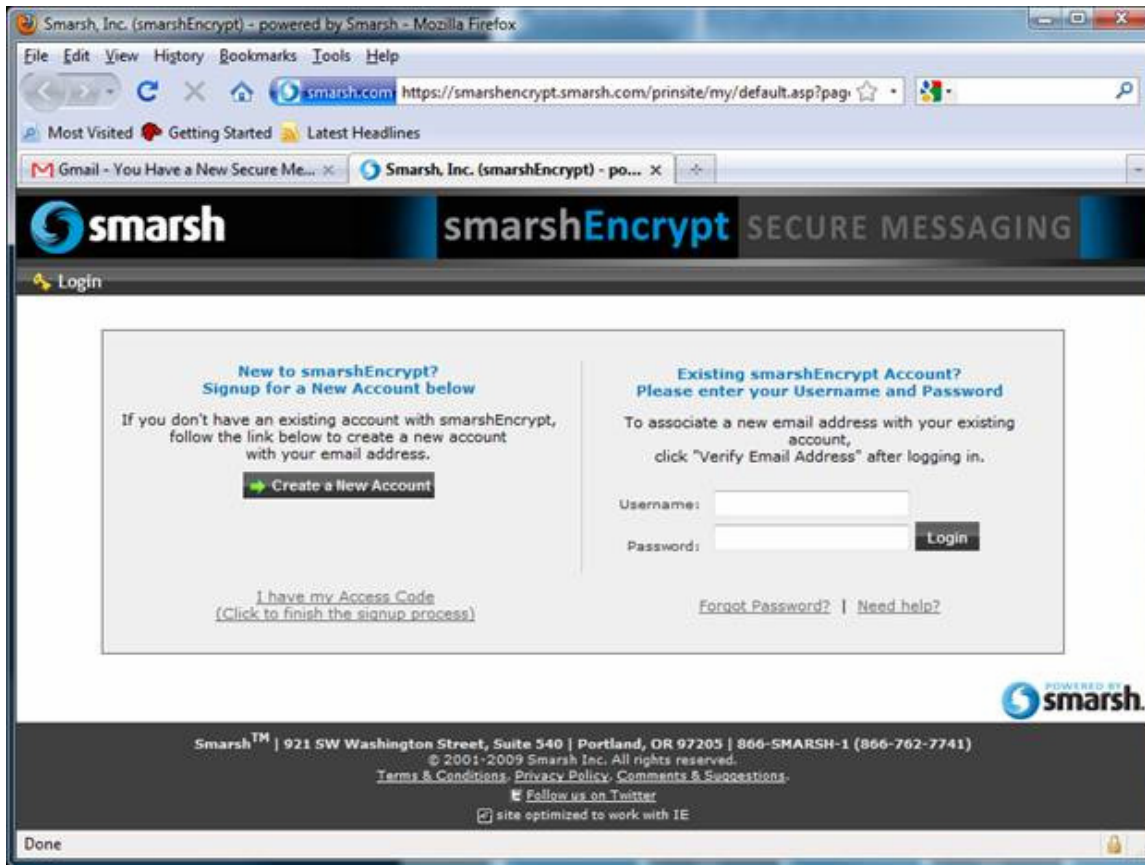 Smarsh, Inc. (smarshEncrypt) - powered by Smarsh - Mozilla Firefox
File Edit View History Bookmarks Tools Help
smarsh.com https://smarshencrypt.smarsh.com/prinsite/my/default.asp?pag
Most Visited Getting Started Latest Headlines
Gmail - You Have a New Secure Me... Smarsh, Inc. (smarshEncrypt) - po...
smarsh smarshEncrypt SECURE MESSAGING
Login
New to smarshEncrypt?
Signup for a New Account below
If you don't have an existing account with smarshEncrypt,
follow the link below to create a new account
with your email address.
Create a New Account
I have my Access Code
(Click to finish the signup process)
Existing smarshEncrypt Account?
Please enter your Username and Password
To associate a new email address with your existing
account,
click "Verify Email Address" after logging in.
Username:
Password:
Login
Forgot Password? | Need help?
POWERED BY
smarsh.
Smarsh™ | 921 SW Washington Street, Suite 540 | Portland, OR 97205 | 866-SMARSH-1 (866-762-7741)
© 2001-2009 Smarsh Inc. All rights reserved.
Terms & Conditions. Privacy Policy. Comments & Suggestions.
Follow us on Twitter
site optimized to work with IE
Done